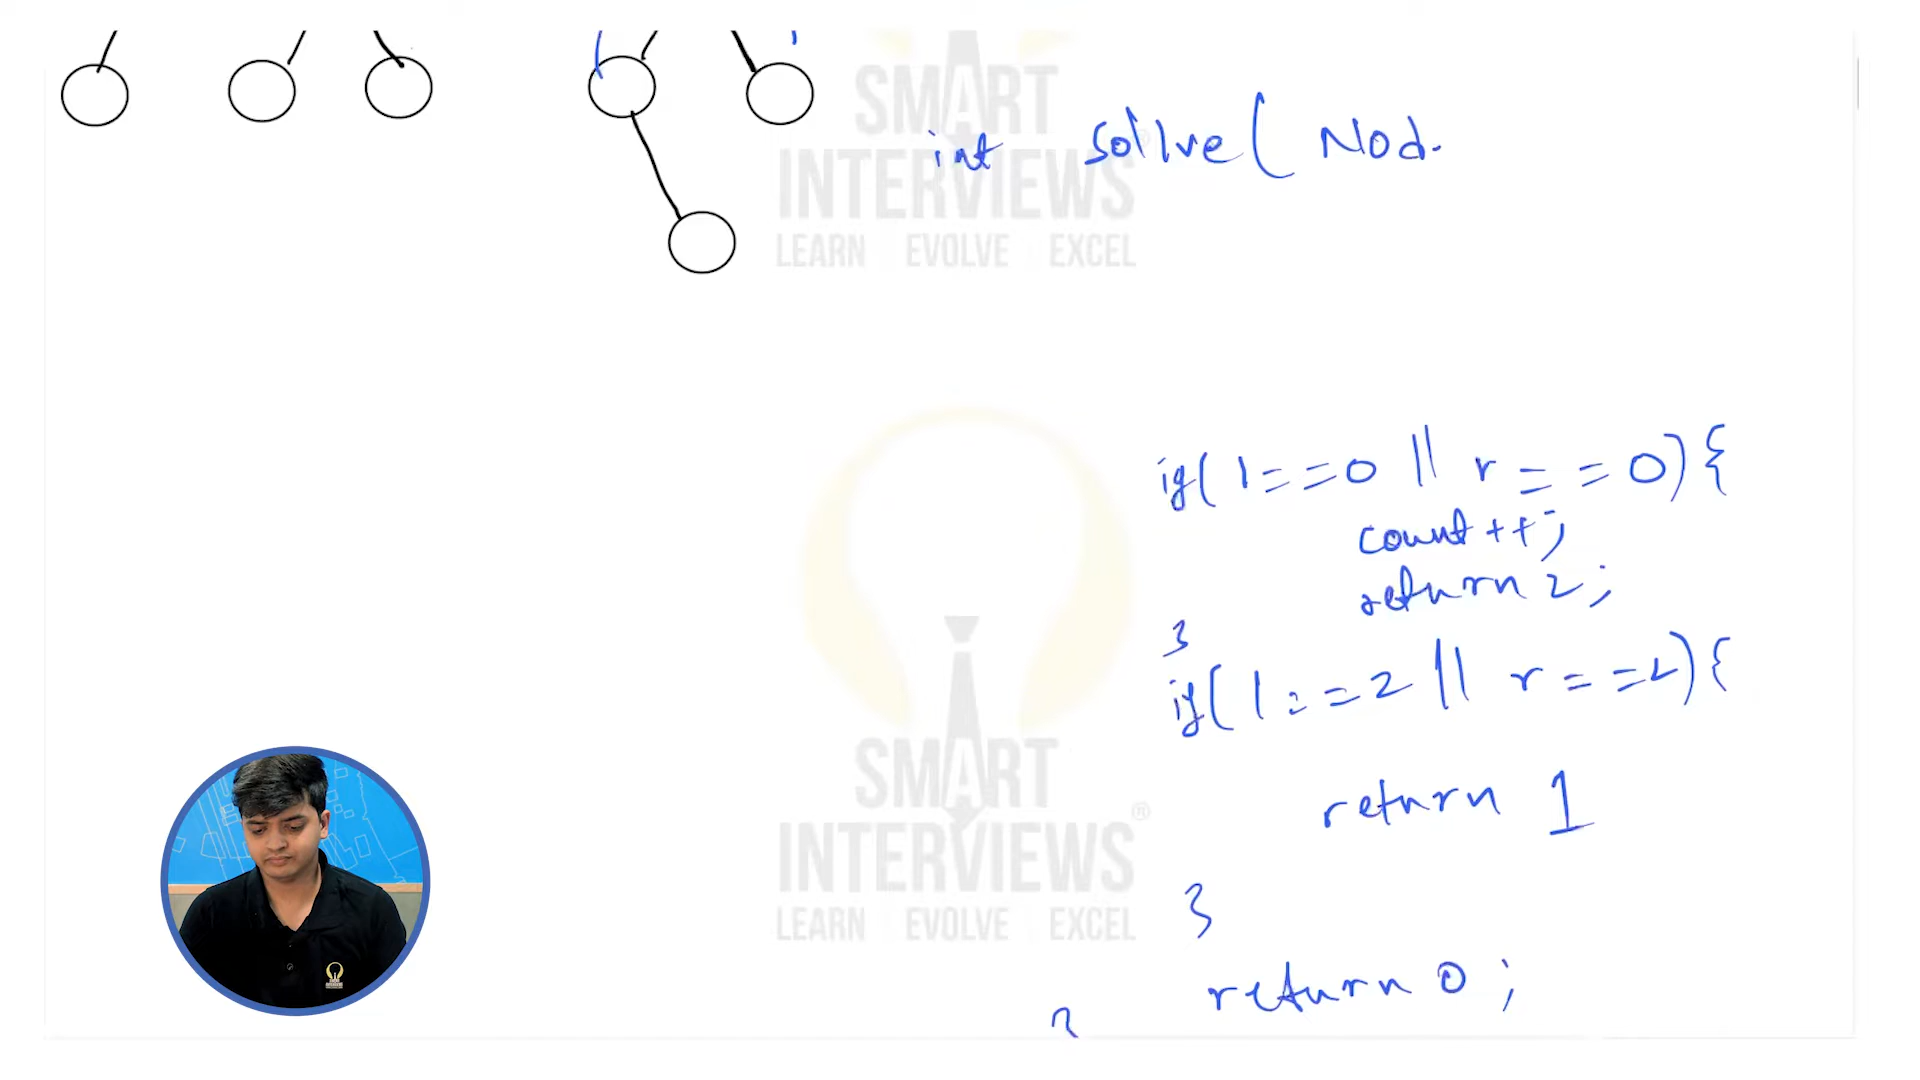 SMART
INTERVIEWS
LEARN EVOLVE EXCEL
int sollve( Nod.
if( l==0 || r==0){
count++;
return 2;
}
if( l==2 || r==2){
return 1
}
return 0;
}
SMART
INTERVIEWS®
LEARN EVOLVE EXCEL